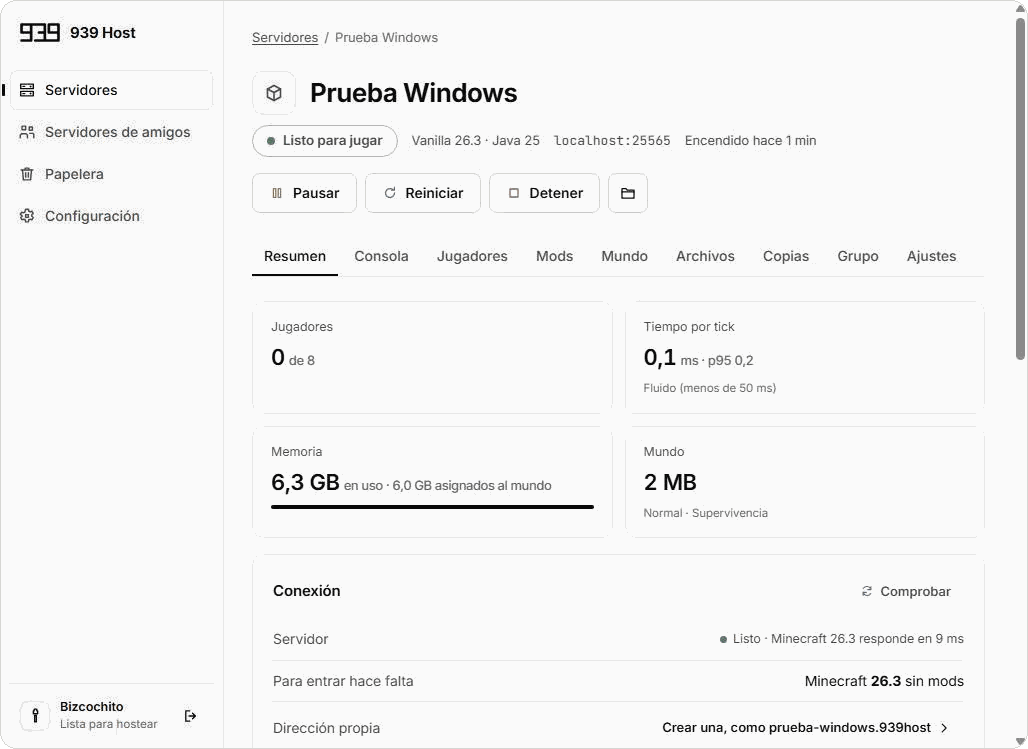 939 939 Host
Servidores
Servidores de amigos
Papelera
Configuración
Bizcochito
Lista para hostear
Servidores / Prueba Windows
Prueba Windows
Listo para jugar Vanilla 26.3 · Java 25 localhost:25565 Encendido hace 1 min
Pausar Reiniciar Detener
Resumen Consola Jugadores Mods Mundo Archivos Copias Grupo Ajustes
Jugadores
0 de 8
Tiempo por tick
0,1 ms · p95 0,2
Fluido (menos de 50 ms)
Memoria
6,3 GB en uso · 6,0 GB asignados al mundo
Mundo
2 MB
Normal · Supervivencia
Conexión Comprobar
Servidor Listo · Minecraft 26.3 responde en 9 ms
Para entrar hace falta Minecraft 26.3 sin mods
Dirección propia Crear una, como prueba-windows.939host